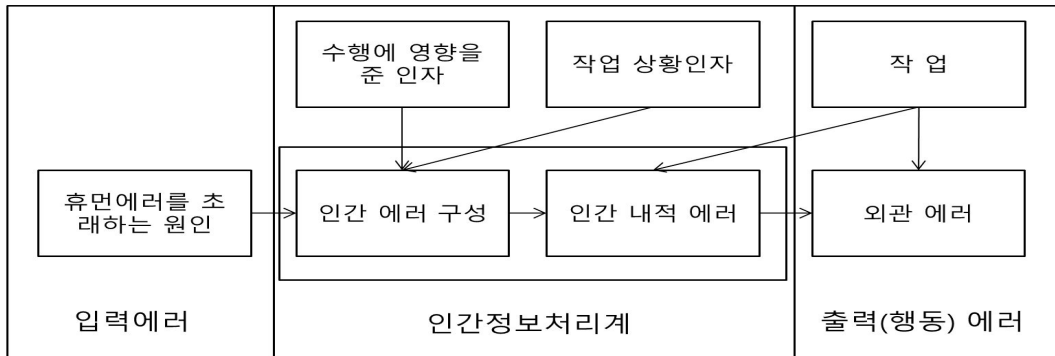 수행에 영향을
준 인자
작업 상황인자
작 업
휴먼에러를 초
래하는 원인
인간 에러 구성
인간 내적 에러
외관 에러
입력에러
인간정보처리계
출력(행동) 에러